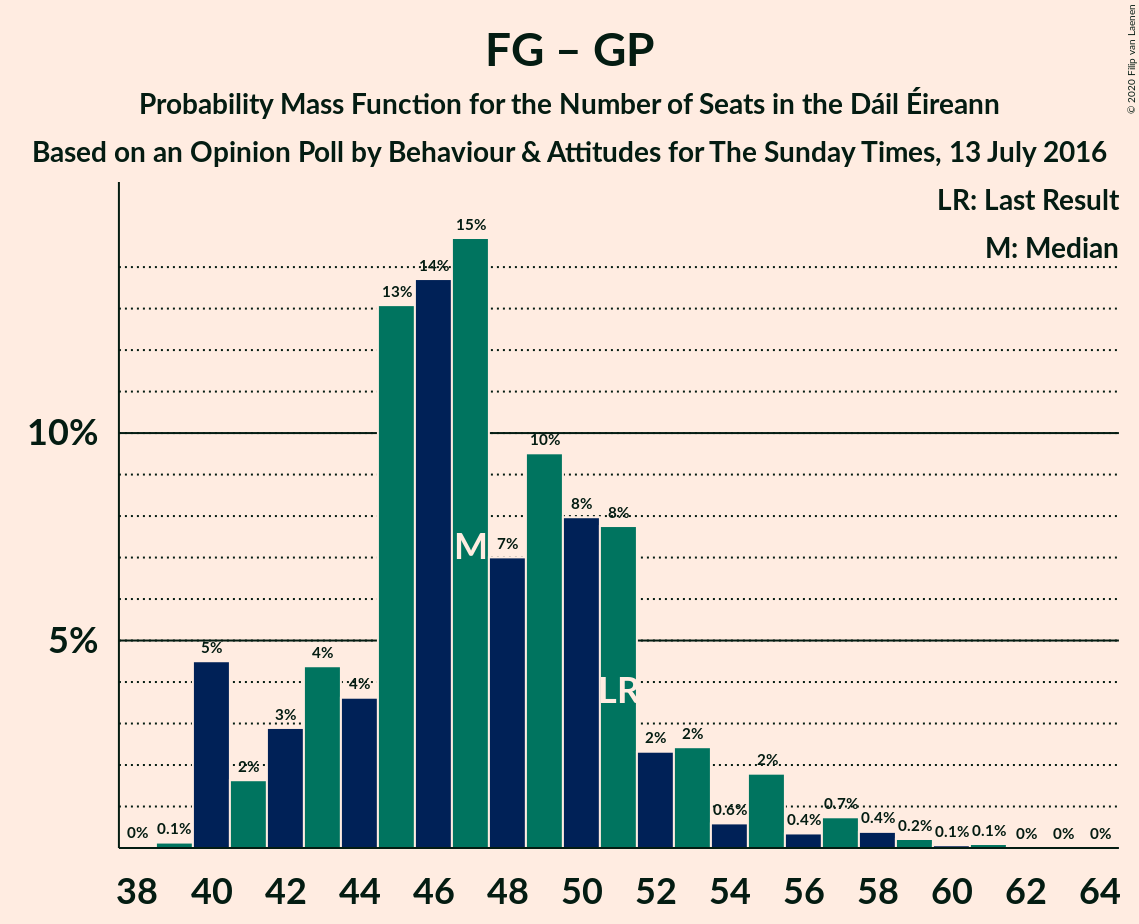 FG – GP
Probability Mass Function for the Number of Seats in the Dáil Éireann
Based on an Opinion Poll by Behaviour & Attitudes for The Sunday Times, 13 July 2016
© 2020 Filip van Laenen
LR: Last Result
M: Median
10%
5%
0% 0.1% 5% 2% 3% 4% 4% 13% 14% 15% 7% 10% 8% 8% 2% 2% 0.6% 2% 0.4% 0.7% 0.4% 0.2% 0.1% 0.1% 0% 0% 0%
M
LR
38 40 42 44 46 48 50 52 54 56 58 60 62 64